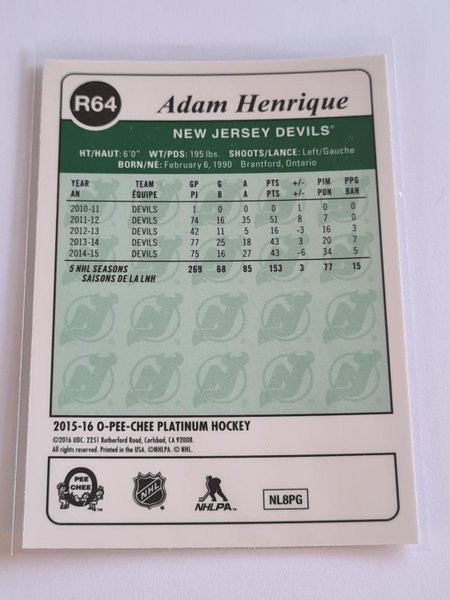 R64 Adam Henrique
NEW JERSEY DEVILS®
HT/HAUT: 6'0" WT/PDS: 195 lbs. SHOOTS/LANCE: Left/Gauche
BORN/NÉ: February 6, 1990 Brantford, Ontario
YEAR TEAM GP G A PTS +/- PIM PPG
AN ÉQUIPE PJ B A PTS +/- PUN BAN
2010-11 DEVILS 1 0 0 0 1 0 0
2011-12 DEVILS 74 16 35 51 8 7 0
2012-13 DEVILS 42 11 5 16 -3 16 3
2013-14 DEVILS 77 25 18 43 3 20 7
2014-15 DEVILS 75 16 27 43 -6 34 5
5 NHL SEASONS 269 68 85 153 3 77 15
SAISONS DE LA LNH
2015-16 O-PEE-CHEE PLATINUM HOCKEY
©2016 UDC. 2251 Rutherford Road, Carlsbad, CA 92008.
All rights reserved. Printed in the USA. ©NHLPA. © NHL.
PEE CHEE
NHL
NHLPA
NL8PG